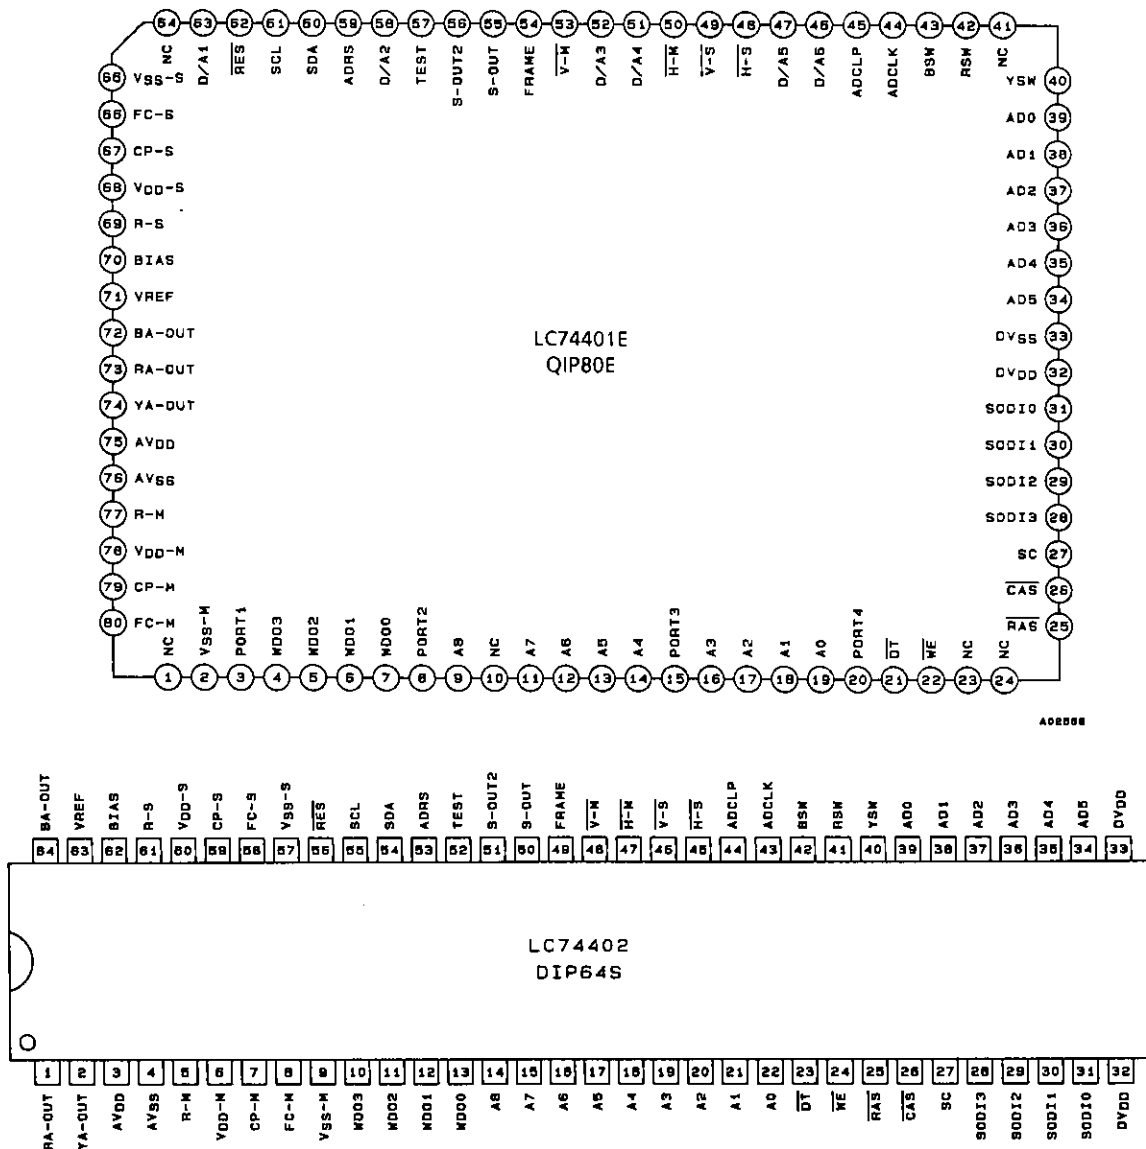 64 63 62 61 60 59 58 57 56 55 54 53 52 51 50 49 48 47 46 45 44 43 42 41
NC D/A1 RES SCL SDA ADRS D/A2 TEST S-OUT2 S-OUT FRAME V-M D/A3 D/A4 H-M V-S H-S D/A5 D/A6 ADCLP ADCLK BSW RSW NC
65 VSS-S
66 FC-S
67 CP-S
68 VDD-S
69 R-S
70 BIAS
71 VREF
72 BA-OUT
73 RA-OUT
74 YA-OUT
75 AVDD
76 AVSS
77 R-M
78 VDD-M
79 CP-M
80 FC-M
LC74401E
QIP80E
YSW 40
AD0 39
AD1 38
AD2 37
AD3 36
AD4 35
AD5 34
DVSS 33
DVDD 32
SODI0 31
SODI1 30
SODI2 29
SODI3 28
SC 27
CAS 26
RAS 25
NC VSS-M PORT1 WDO3 WDO2 WDO1 WDO0 PORT2 A8 NC A7 A6 A5 A4 PORT3 A3 A2 A1 A0 PORT4 DT WE NC NC
1 2 3 4 5 6 7 8 9 10 11 12 13 14 15 16 17 18 19 20 21 22 23 24
BA-OUT VREF BIAS R-S VDD-S CP-S FC-S VSS-S RES SCL SDA ADRS TEST S-OUT2 S-OUT FRAME V-M H-M V-S H-S ADCLP ADCLK BSW RSW YSW AD0 AD1 AD2 AD3 AD4 AD5 DVDD
64 63 62 61 60 59 58 57 56 55 54 53 52 51 50 49 48 47 46 45 44 43 42 41 40 39 38 37 36 35 34 33
LC74402
DIP64S
1 2 3 4 5 6 7 8 9 10 11 12 13 14 15 16 17 18 19 20 21 22 23 24 25 26 27 28 29 30 31 32
RA-OUT YA-OUT AVDD AVSS R-M VDD-M CP-M FC-M VSS-M WDO3 WDO2 WDO1 WDO0 A8 A7 A6 A5 A4 A3 A2 A1 A0 DT WE RAS CAS SC SODI3 SODI2 SODI1 SODI0 DVDD